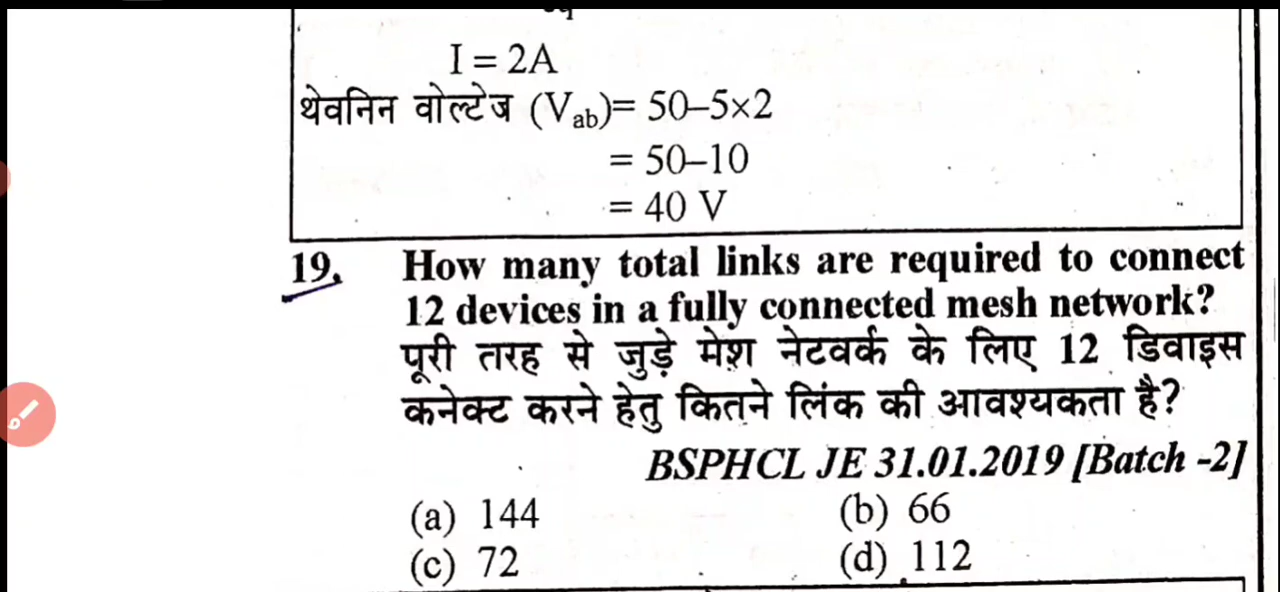 I = 2A
थेवनिन वोल्टेज (Vab)= 50–5×2
= 50–10
= 40 V
19. How many total links are required to connect
12 devices in a fully connected mesh network?
पूरी तरह से जुड़े मेश नेटवर्क के लिए 12 डिवाइस
कनेक्ट करने हेतु कितने लिंक की आवश्यकता है?
BSPHCL JE 31.01.2019 [Batch -2]
(a) 144 (b) 66
(c) 72 (d) 112